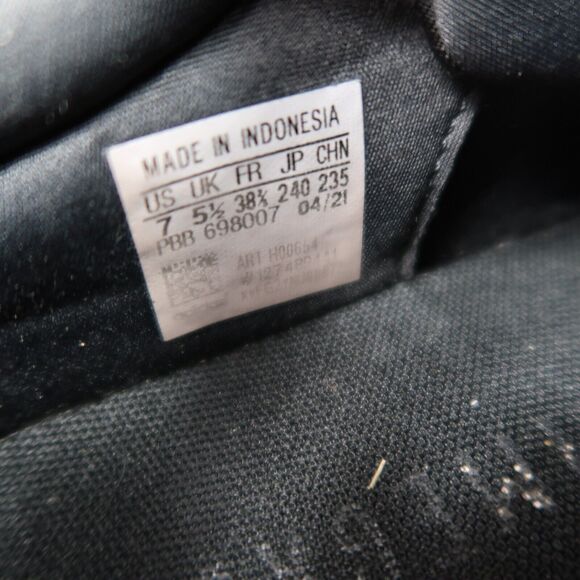 MADE IN INDONESIA
US UK FR JP CHN
7 5½ 38⅔ 240 235
PBB 698007 04/21
ART H00654